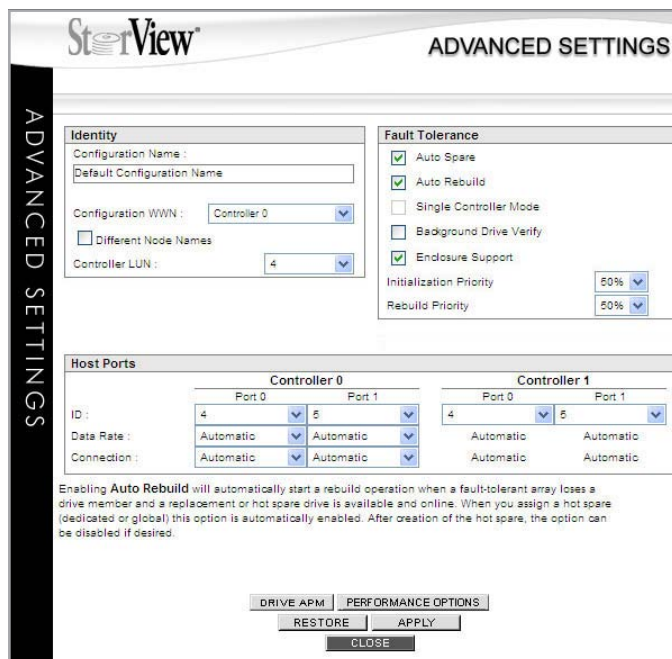 StorView
ADVANCED SETTINGS
ADVANCED SETTINGS
Identity
Configuration Name :
Default Configuration Name
Configuration WWN : Controller 0
Different Node Names
Controller LUN : 4
Fault Tolerance
Auto Spare
Auto Rebuild
Single Controller Mode
Background Drive Verify
Enclosure Support
Initialization Priority 50%
Rebuild Priority 50%
Host Ports
Controller 0 Controller 1
Port 0 Port 1 Port 0 Port 1
ID : 4 5 4 5
Data Rate : Automatic Automatic Automatic Automatic
Connection : Automatic Automatic Automatic Automatic
Enabling Auto Rebuild will automatically start a rebuild operation when a fault-tolerant array loses a
drive member and a replacement or hot spare drive is available and online. When you assign a hot spare
(dedicated or global) this option is automatically enabled. After creation of the hot spare, the option can
be disabled if desired.
DRIVE APM PERFORMANCE OPTIONS
RESTORE APPLY
CLOSE